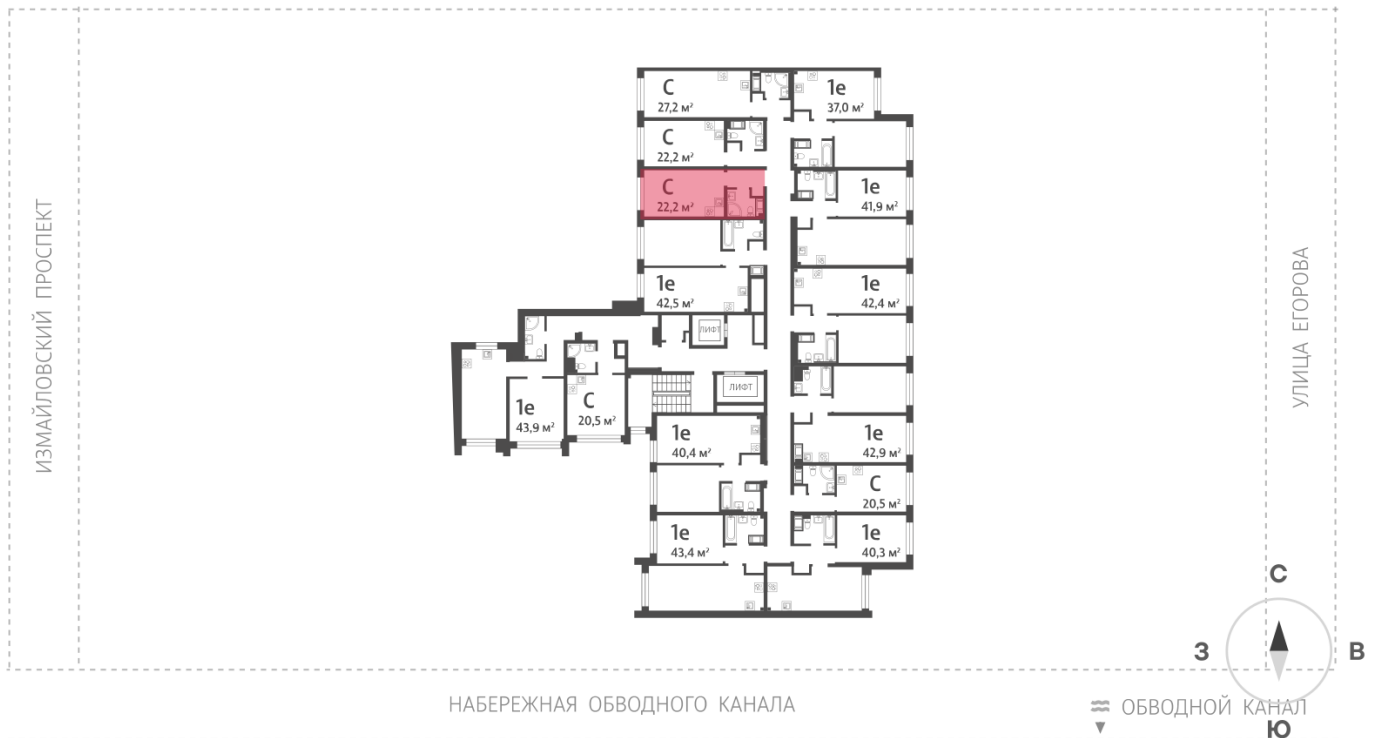 С
27,2 м²
1е
37,0 м²
С
22,2 м²
С
22,2 м²
1е
41,9 м²
1е
42,5 м²
1е
42,4 м²
ЛИФТ
ЛИФТ
1е
43,9 м²
С
20,5 м²
1е
40,4 м²
1е
42,9 м²
С
20,5 м²
1е
43,4 м²
1е
40,3 м²
ИЗМАЙЛОВСКИЙ ПРОСПЕКТ
УЛИЦА ЕГОРОВА
НАБЕРЕЖНАЯ ОБВОДНОГО КАНАЛА
ОБВОДНОЙ КАНАЛ
С
З
В
Ю